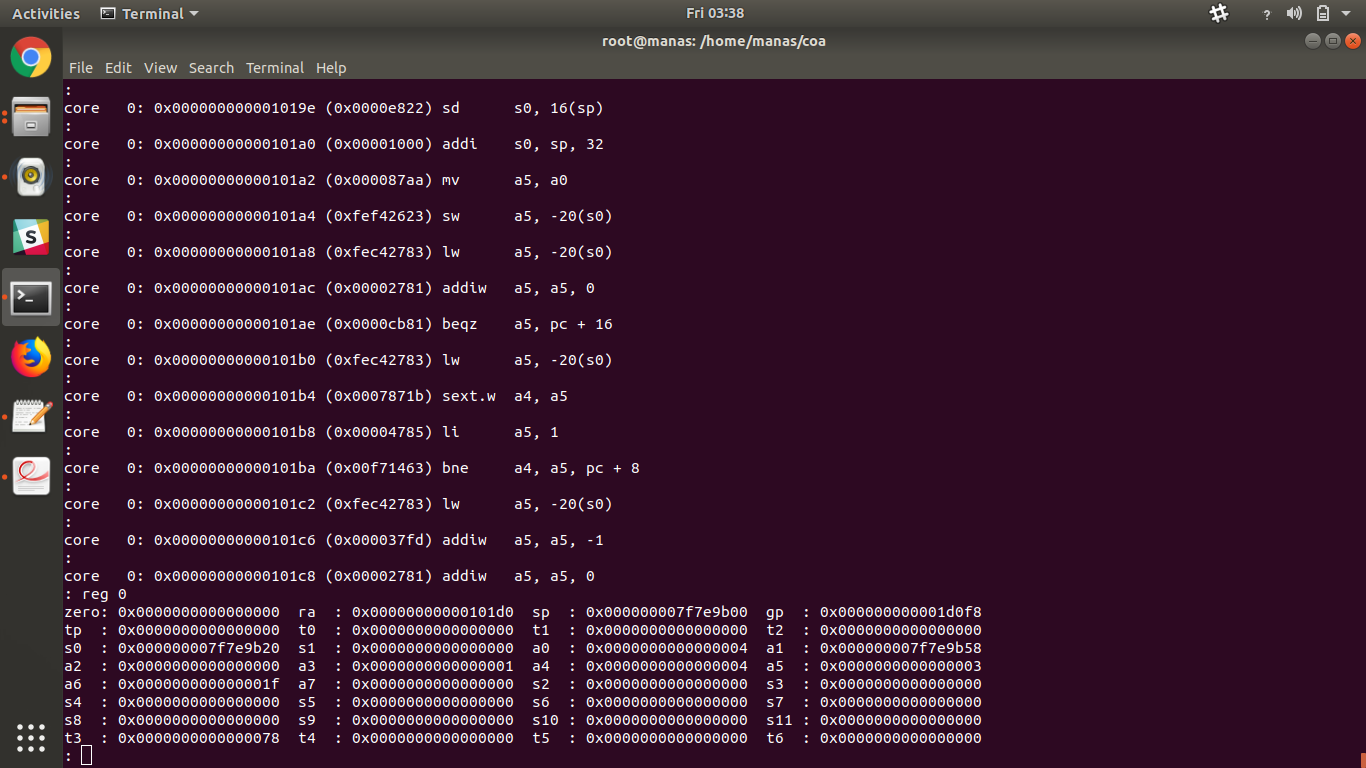 Activities Terminal Fri 03:38 ?
root@manas: /home/manas/coa
File Edit View Search Terminal Help
:
core   0: 0x000000000001019e (0x0000e822) sd      s0, 16(sp)
:
core   0: 0x00000000000101a0 (0x00001000) addi    s0, sp, 32
:
core   0: 0x00000000000101a2 (0x000087aa) mv      a5, a0
:
core   0: 0x00000000000101a4 (0xfef42623) sw      a5, -20(s0)
:
core   0: 0x00000000000101a8 (0xfec42783) lw      a5, -20(s0)
:
core   0: 0x00000000000101ac (0x00002781) addiw   a5, a5, 0
:
core   0: 0x00000000000101ae (0x0000cb81) beqz    a5, pc + 16
:
core   0: 0x00000000000101b0 (0xfec42783) lw      a5, -20(s0)
:
core   0: 0x00000000000101b4 (0x0007871b) sext.w  a4, a5
:
core   0: 0x00000000000101b8 (0x00004785) li      a5, 1
:
core   0: 0x00000000000101ba (0x00f71463) bne     a4, a5, pc + 8
:
core   0: 0x00000000000101c2 (0xfec42783) lw      a5, -20(s0)
:
core   0: 0x00000000000101c6 (0x000037fd) addiw   a5, a5, -1
:
core   0: 0x00000000000101c8 (0x00002781) addiw   a5, a5, 0
: reg 0
zero: 0x0000000000000000  ra  : 0x00000000000101d0  sp  : 0x000000007f7e9b00  gp  : 0x000000000001d0f8
tp  : 0x0000000000000000  t0  : 0x0000000000000000  t1  : 0x0000000000000000  t2  : 0x0000000000000000
s0  : 0x000000007f7e9b20  s1  : 0x0000000000000000  a0  : 0x0000000000000004  a1  : 0x000000007f7e9b58
a2  : 0x0000000000000000  a3  : 0x0000000000000001  a4  : 0x0000000000000004  a5  : 0x0000000000000003
a6  : 0x000000000000001f  a7  : 0x0000000000000000  s2  : 0x0000000000000000  s3  : 0x0000000000000000
s4  : 0x0000000000000000  s5  : 0x0000000000000000  s6  : 0x0000000000000000  s7  : 0x0000000000000000
s8  : 0x0000000000000000  s9  : 0x0000000000000000  s10 : 0x0000000000000000  s11 : 0x0000000000000000
t3  : 0x0000000000000078  t4  : 0x0000000000000000  t5  : 0x0000000000000000  t6  : 0x0000000000000000
: